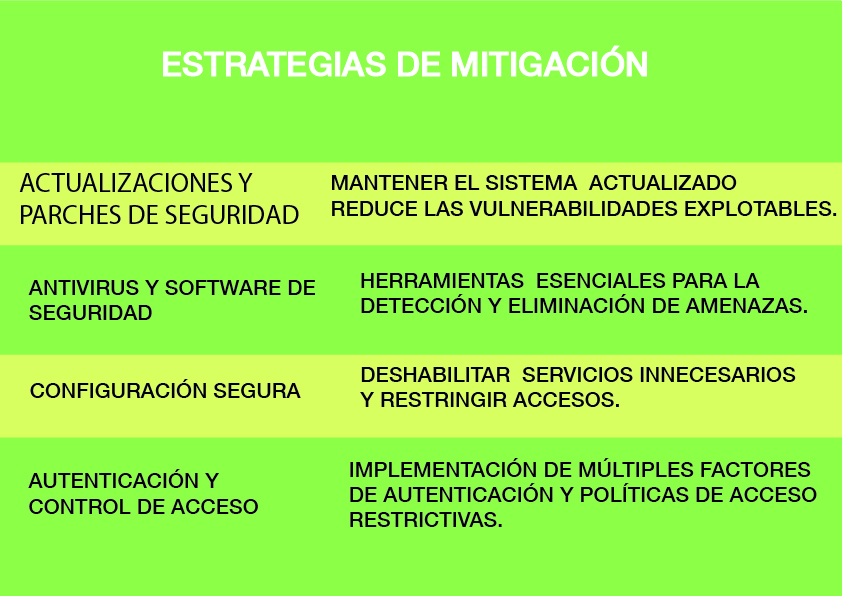 ESTRATEGIAS DE MITIGACIÓN
ACTUALIZACIONES Y
PARCHES DE SEGURIDAD
MANTENER EL SISTEMA  ACTUALIZADO
REDUCE LAS VULNERABILIDADES EXPLOTABLES.
ANTIVIRUS Y SOFTWARE DE
SEGURIDAD
HERRAMIENTAS  ESENCIALES PARA LA
DETECCIÓN Y ELIMINACIÓN DE AMENAZAS.
CONFIGURACIÓN SEGURA
DESHABILITAR  SERVICIOS INNECESARIOS
Y RESTRINGIR ACCESOS.
AUTENTICACIÓN Y
CONTROL DE ACCESO
IMPLEMENTACIÓN DE MÚLTIPLES FACTORES
DE AUTENTICACIÓN Y POLÍTICAS DE ACCESO
RESTRICTIVAS.